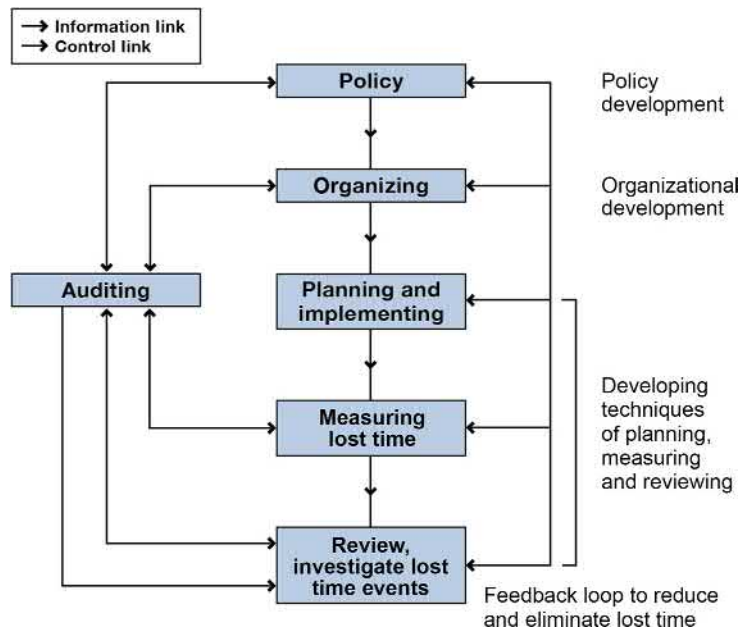 Information link
Control link
Policy
Policy
development
Organizing
Organizational
development
Auditing
Planning and
implementing
Measuring
lost time
Developing
techniques
of planning,
measuring
and reviewing
Review,
investigate lost
time events
Feedback loop to reduce
and eliminate lost time